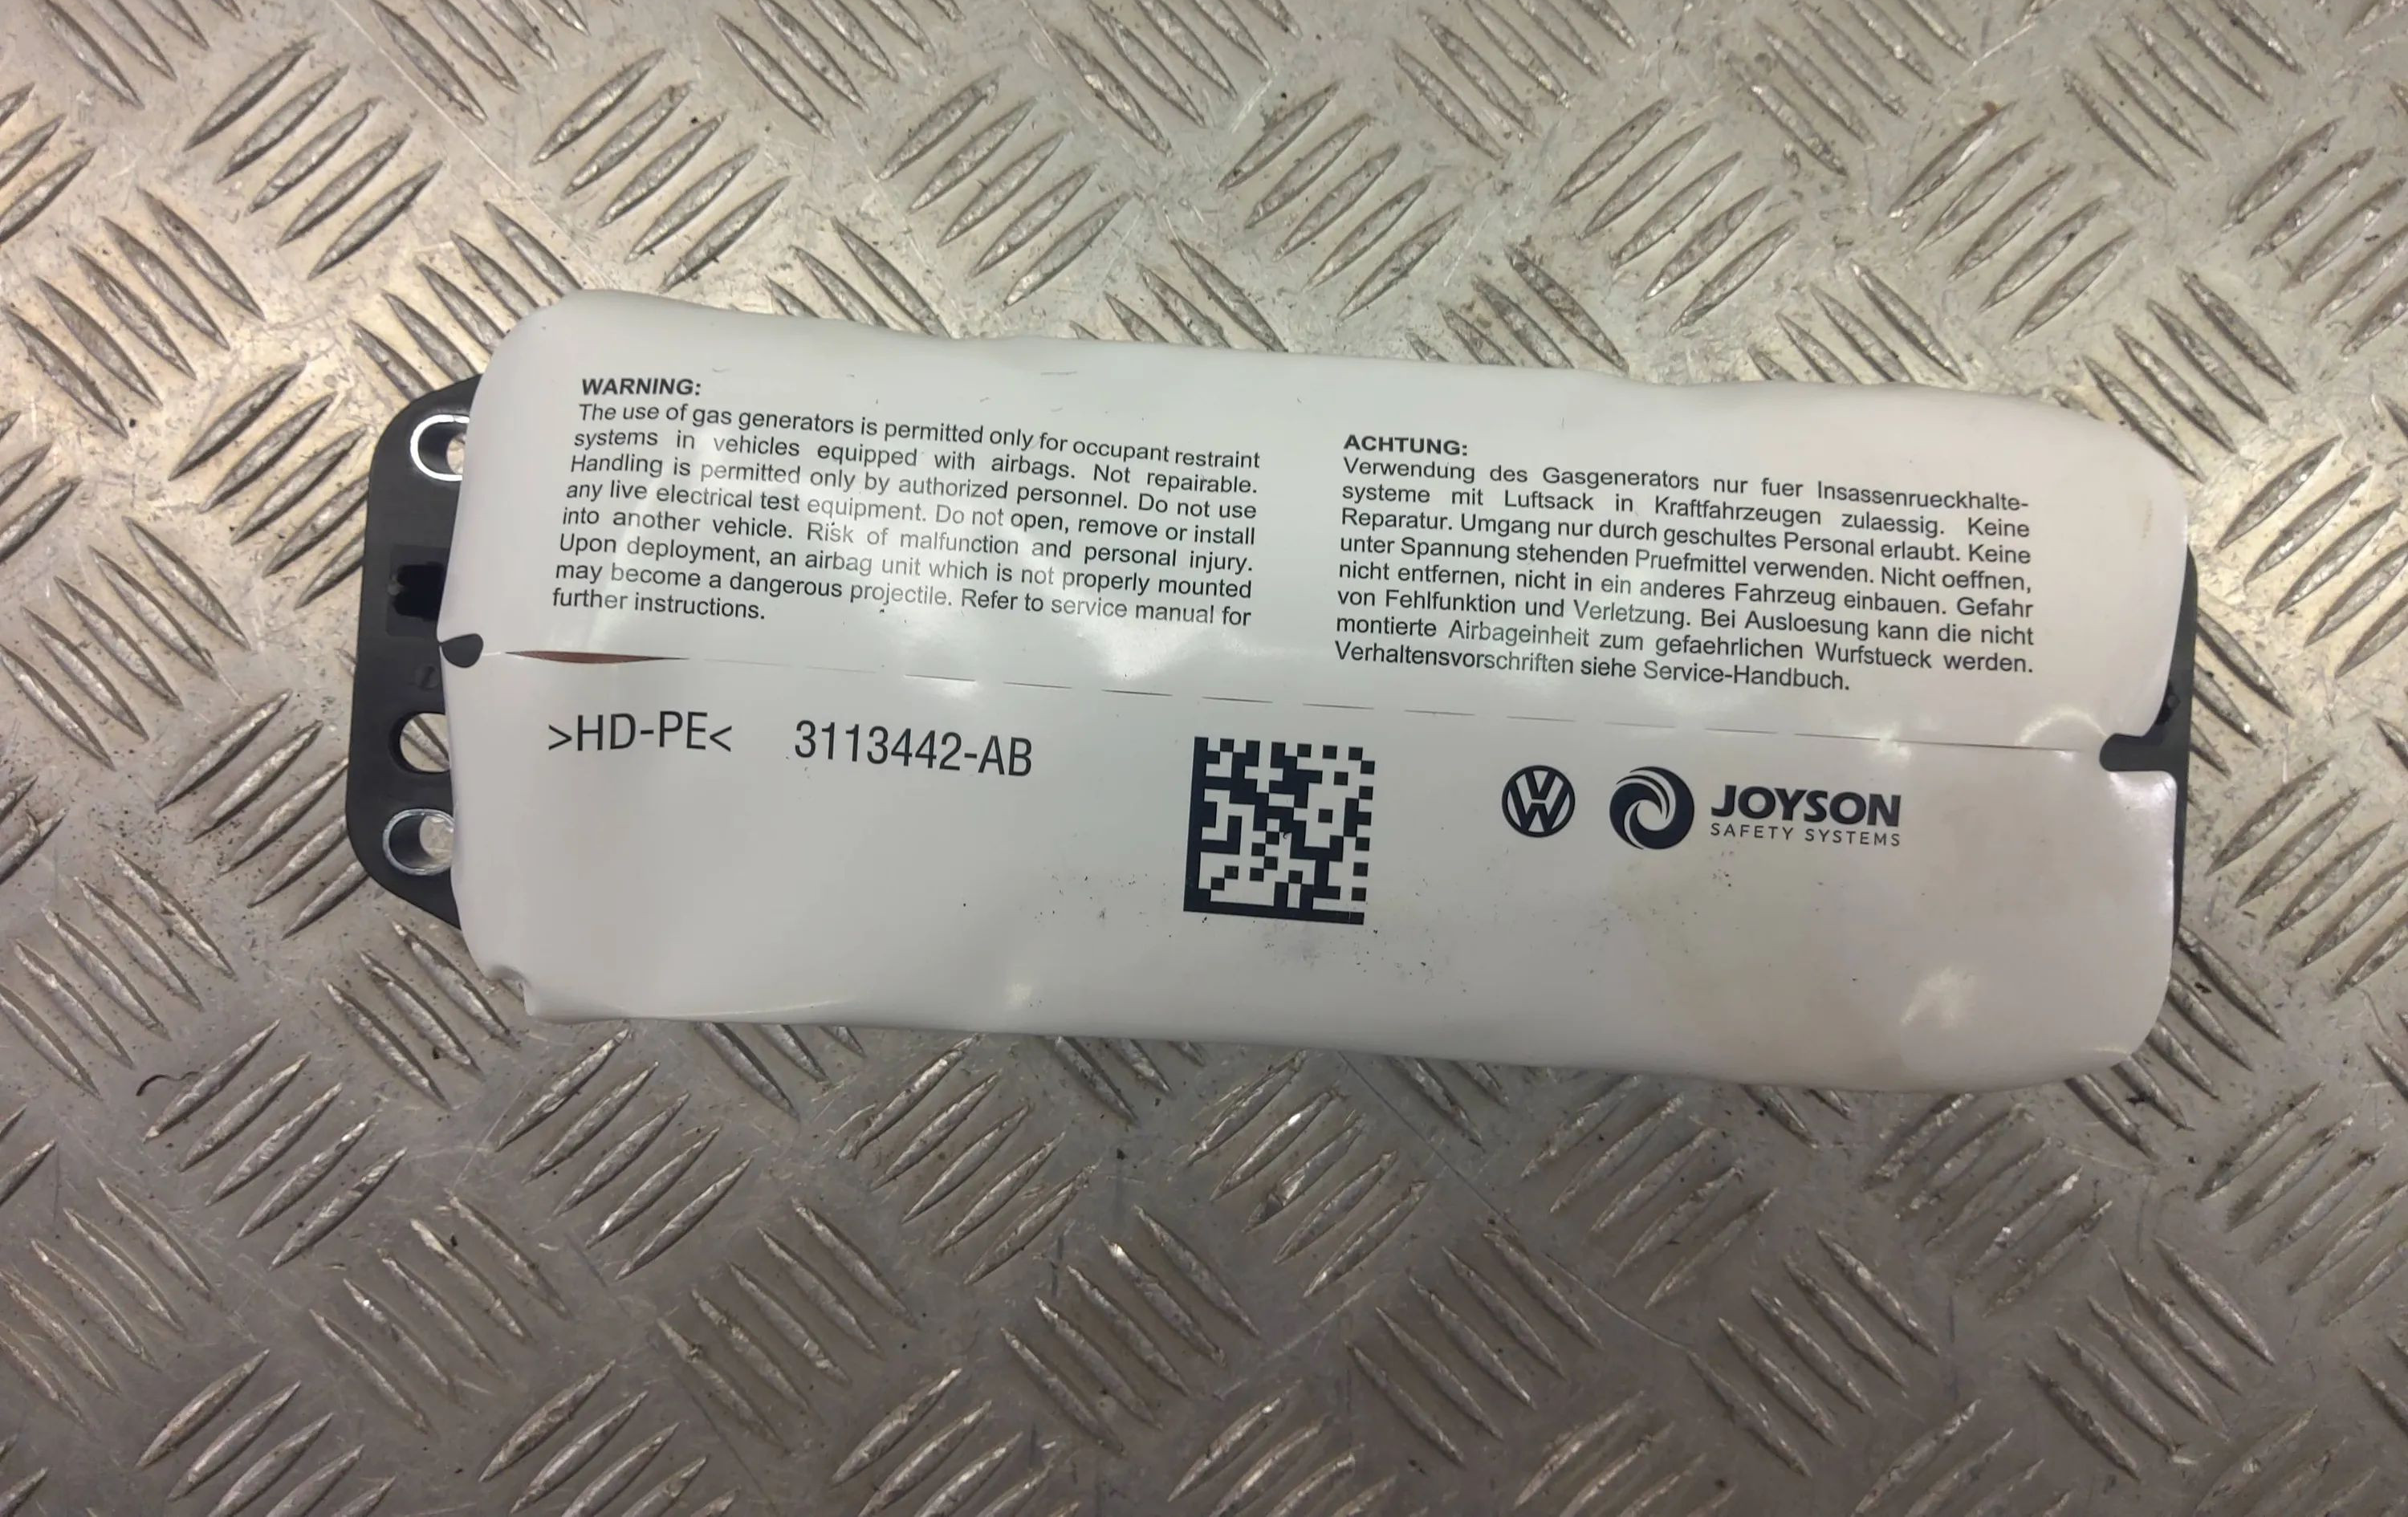 WARNING:
The use of gas generators is permitted only for occupant restraint
systems in vehicles equipped with airbags. Not repairable.
Handling is permitted only by authorized personnel. Do not use
any live electrical test equipment. Do not open, remove or install
into another vehicle. Risk of malfunction and personal injury.
Upon deployment, an airbag unit which is not properly mounted
may become a dangerous projectile. Refer to service manual for
further instructions.
ACHTUNG:
Verwendung des Gasgenerators nur fuer Insassenrueckhalte-
systeme mit Luftsack in Kraftfahrzeugen zulaessig. Keine
Reparatur. Umgang nur durch geschultes Personal erlaubt. Keine
unter Spannung stehenden Pruefmittel verwenden. Nicht oeffnen,
nicht entfernen, nicht in ein anderes Fahrzeug einbauen. Gefahr
von Fehlfunktion und Verletzung. Bei Ausloesung kann die nicht
montierte Airbageinheit zum gefaehrlichen Wurfstueck werden.
Verhaltensvorschriften siehe Service-Handbuch.
>HD-PE< 3113442-AB
VW
JOYSON
SAFETY SYSTEMS